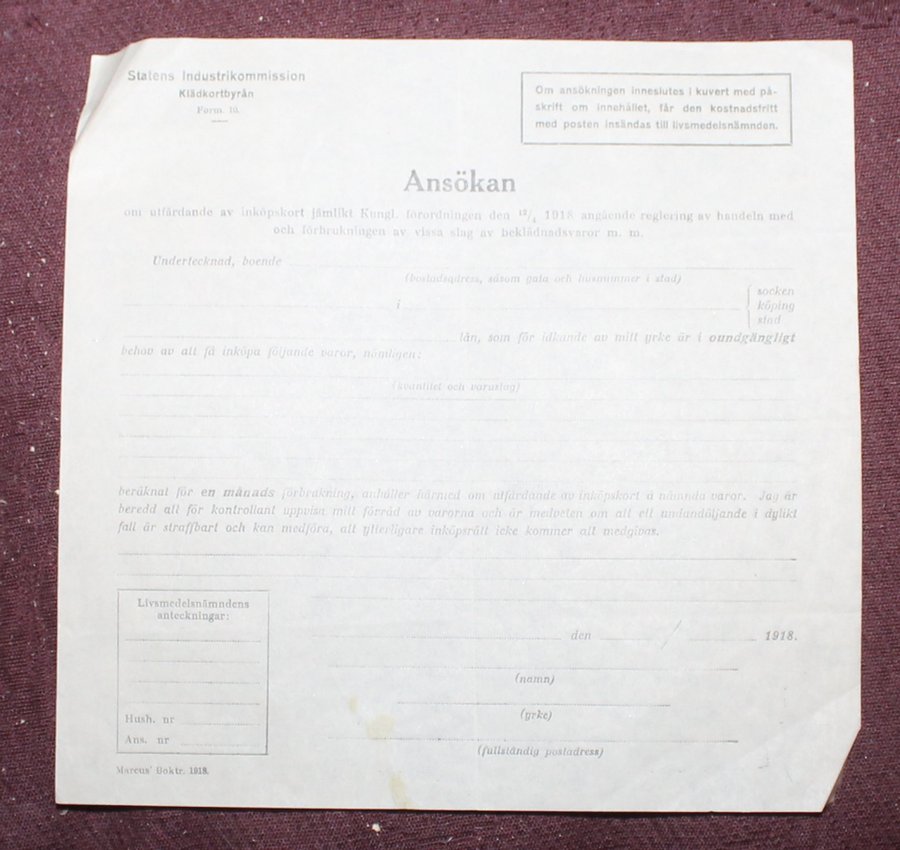 Statens Industrikommission
Klädkortbyrån
Form. 10.
Om ansökningen inneslutes i kuvert med på-
skrift om innehållet, får den kostnadsfritt
med posten insändas till livsmedelsnämnden.
Ansökan
om utfärdande av inköpskort jämlikt Kungl. förordningen den 12/4 1918 angående reglering av handeln med
och förbrukningen av vissa slag av beklädnadsvaror m. m.
Undertecknad, boende
(bostadsadress, såsom gata och husnummer i stad)
socken
i köping
stad
län, som för idkande av mitt yrke är i oundgängligt
behov av att få inköpa följande varor, nämligen:
(kvantitet och varuslag)
beräknat för en månads förbrukning, anhåller härmed om utfärdande av inköpskort å nämnda varor. Jag är
beredd att för kontrollant uppvisa mitt förråd av varorna och är medveten om att ett undandöljande i dylikt
fall är straffbart och kan medföra, att ytterligare inköpsrätt icke kommer att medgivas.
Livsmedelsnämndens
anteckningar:
den / 1918.
(namn)
Hush. nr
(yrke)
Ans. nr
(fullständig postadress)
Marcus' Boktr. 1918.